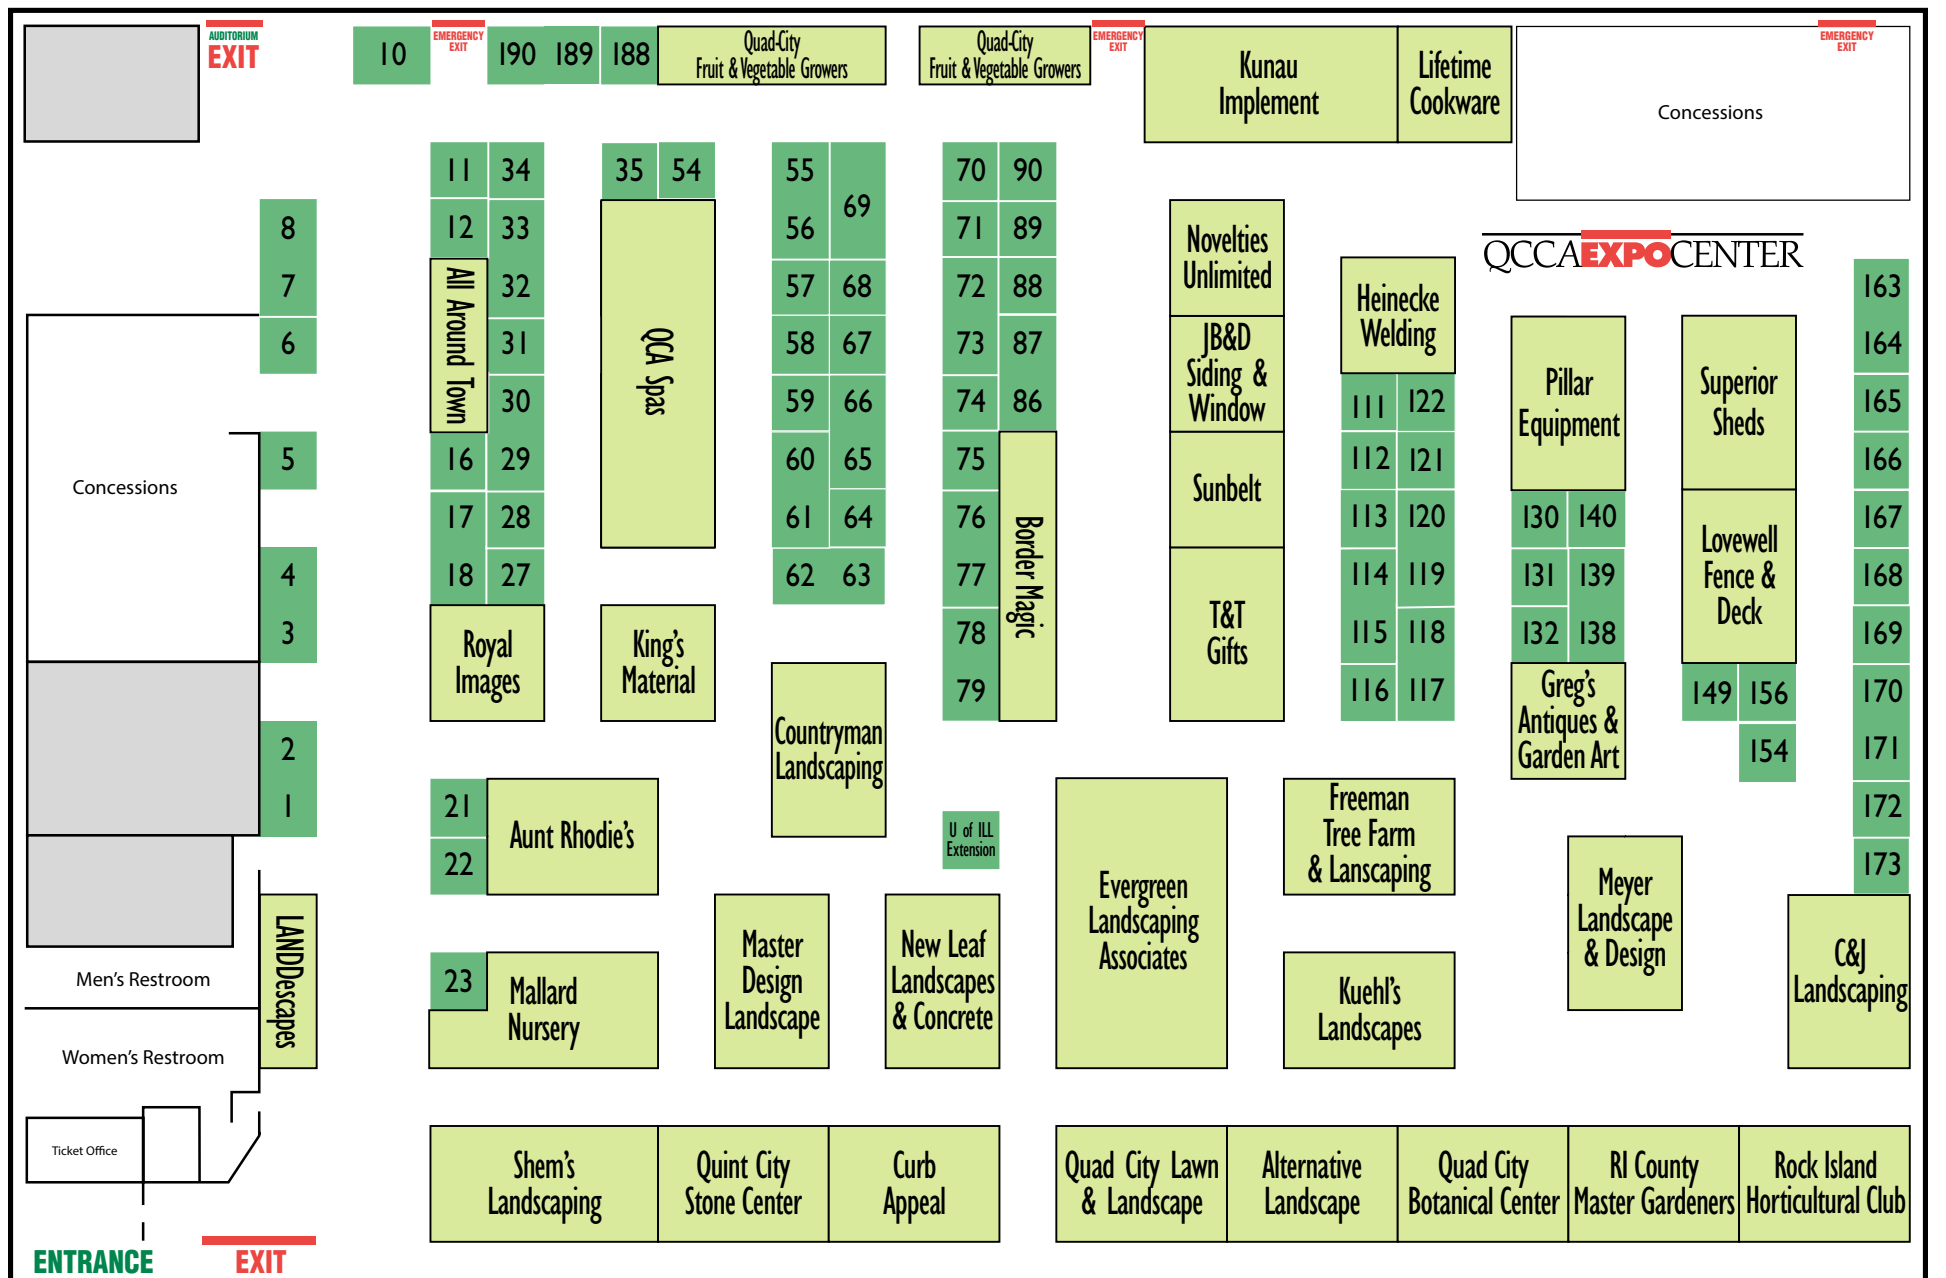 AUDITORIUM
EXIT
10
EMERGENCY
EXIT
190 189 188
Quad-City
Fruit & Vegetable Growers
Quad-City
Fruit & Vegetable Growers
EMERGENCY
EXIT
Kunau
Implement
Lifetime
Cookware
EMERGENCY
EXIT
Concessions
QCCA EXPO CENTER
8
7
6
5
4
3
2
1
Concessions
Men's Restroom
Women's Restroom
Ticket Office
ENTRANCE
EXIT
LANDDescapes
11 34
12 33
All Around Town
32
31
30
16 29
17 28
18 27
Royal
Images
21
22
Aunt Rhodie's
23
Mallard
Nursery
35 54
QCA Spas
King's
Material
55
56
69
57 68
58 67
59 66
60 65
61 64
62 63
Countryman
Landscaping
Master
Design
Landscape
70 90
71 89
72 88
73 87
74 86
75
76
77
78
79
Border Magic
U of ILL
Extension
New Leaf
Landscapes
& Concrete
Novelties
Unlimited
JB&D
Siding &
Window
Sunbelt
T&T
Gifts
Evergreen
Landscaping
Associates
Heinecke
Welding
111 122
112 121
113 120
114 119
115 118
116 117
Freeman
Tree Farm
& Lanscaping
Kuehl's
Landscapes
Pillar
Equipment
130 140
131 139
132 138
Greg's
Antiques &
Garden Art
Meyer
Landscape
& Design
Superior
Sheds
Lovewell
Fence &
Deck
149 156
154
163
164
165
166
167
168
169
170
171
172
173
C&J
Landscaping
Shem's
Landscaping
Quint City
Stone Center
Curb
Appeal
Quad City Lawn
& Landscape
Alternative
Landscape
Quad City
Botanical Center
RI County
Master Gardeners
Rock Island
Horticultural Club